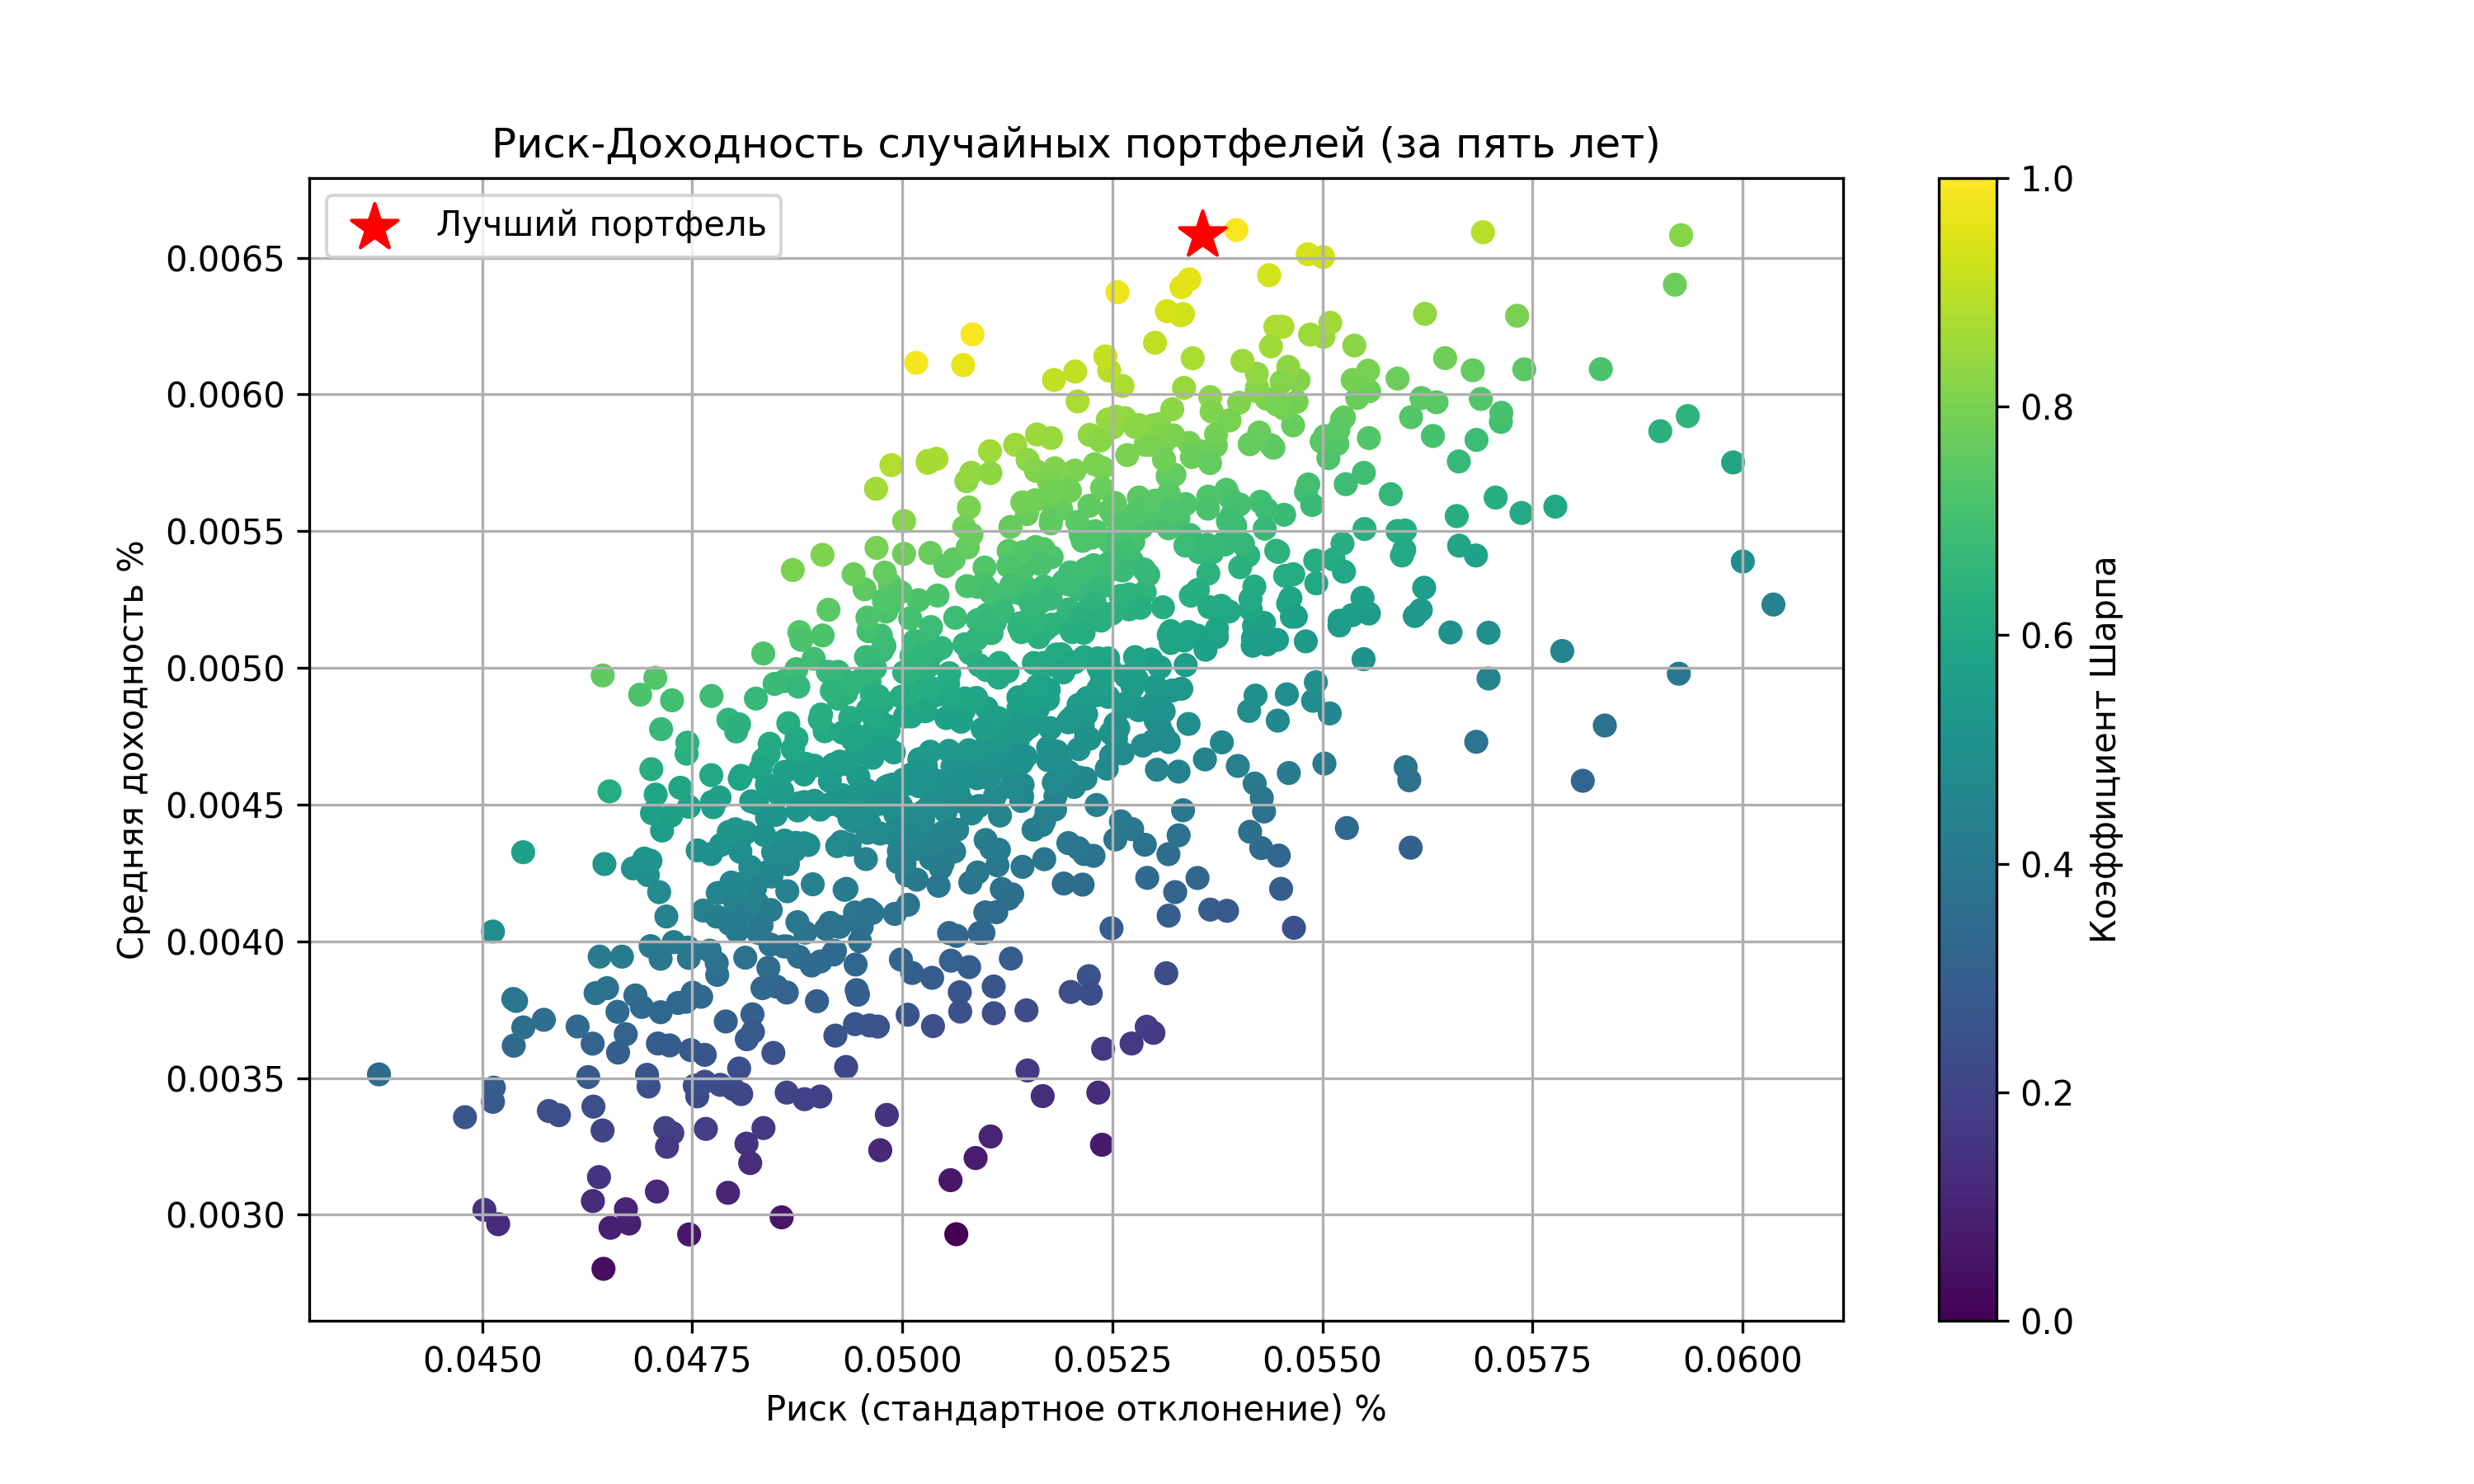 Риск-Доходность случайных портфелей (за пять лет)
Лучший портфель
Средняя доходность %
0.0065
0.0060
0.0055
0.0050
0.0045
0.0040
0.0035
0.0030
0.0450 0.0475 0.0500 0.0525 0.0550 0.0575 0.0600
Риск (стандартное отклонение) %
1.0
0.8
0.6
0.4
0.2
0.0
Коэффициент Шарпа